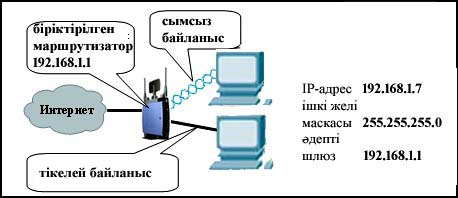 біріктірілген
маршрутизатор
192.168.1.1
сымсыз
байланыс
Интернет
тікелей байланыс
IP-адрес 192.168.1.7
ішкі желі
маскасы 255.255.255.0
әдепті
шлюз 192.168.1.1